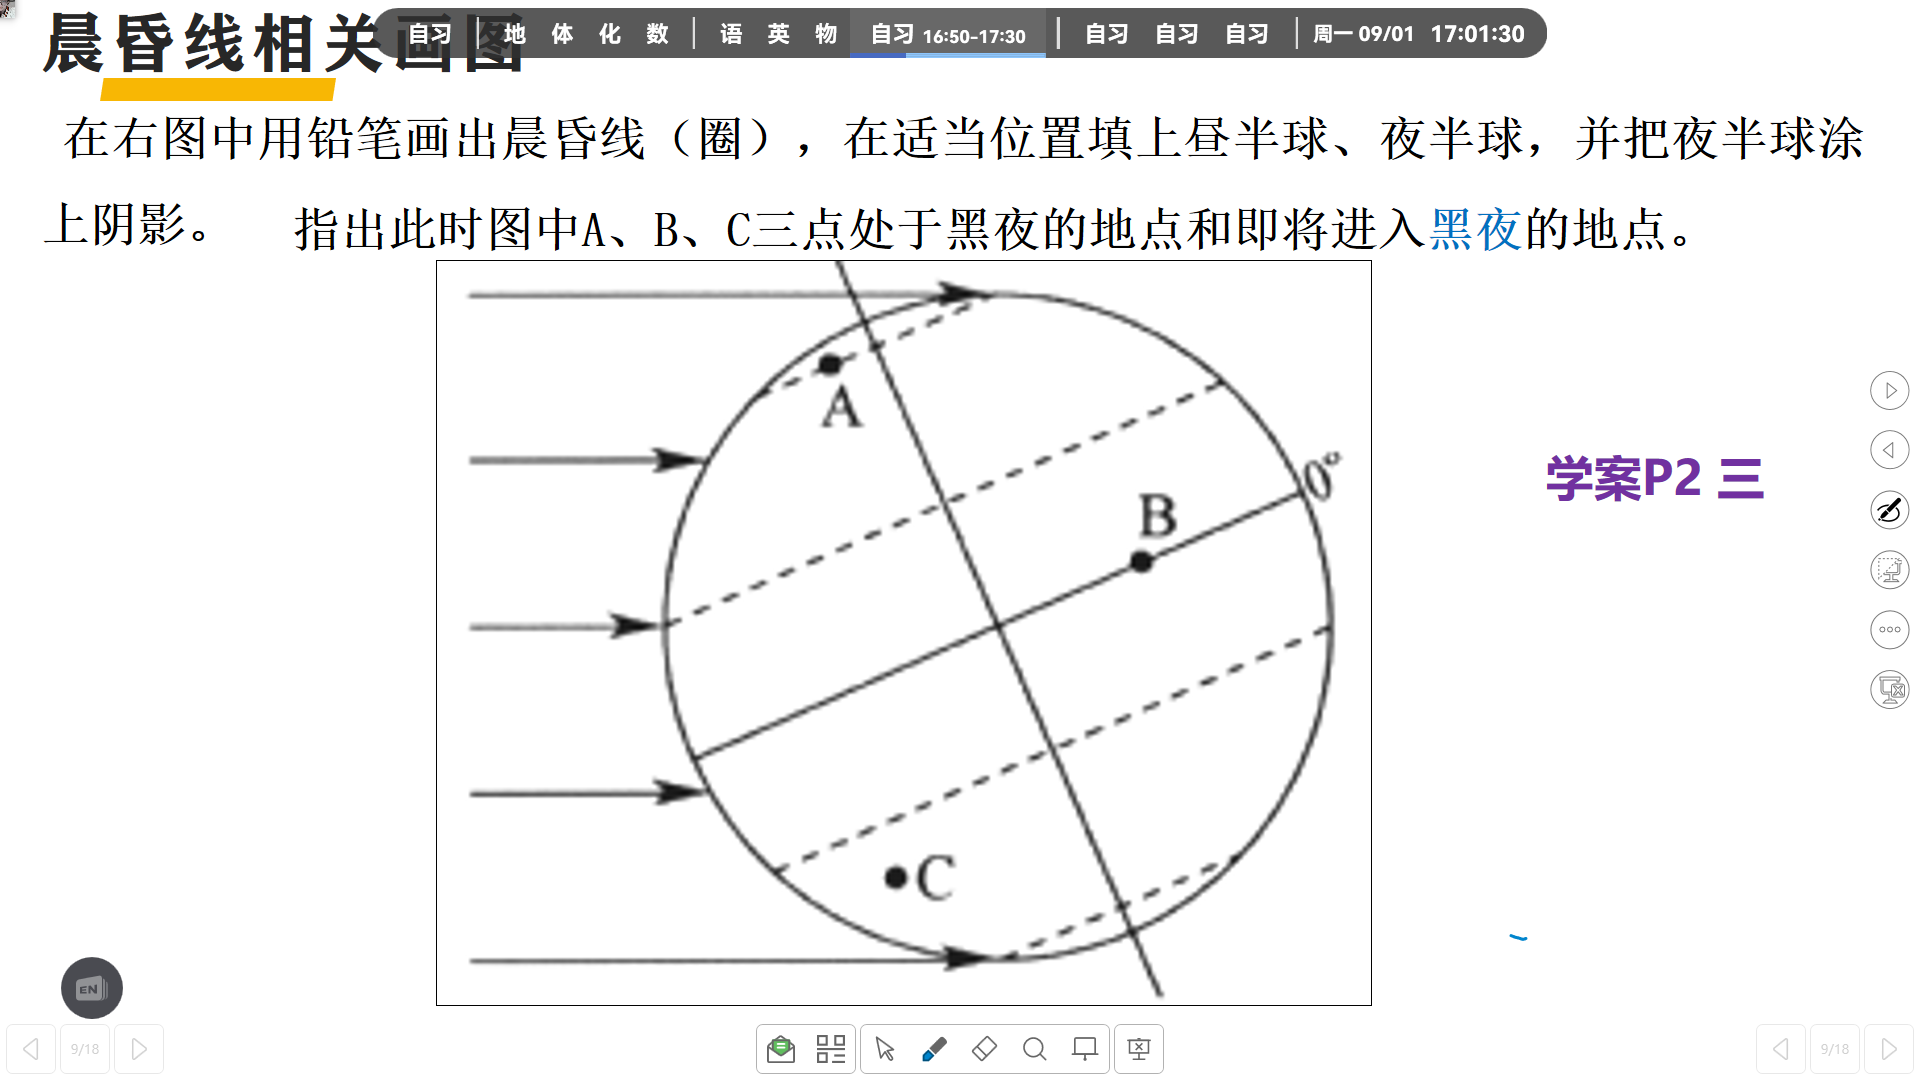 晨昏线相关画图
自习 地 体 化 数 语 英 物 自习 16:50-17:30 自习 自习 自习 周一 09/01 17:01:30
在右图中用铅笔画出晨昏线（圈），在适当位置填上昼半球、夜半球，并把夜半球涂
上阴影。 指出此时图中A、B、C三点处于黑夜的地点和即将进入黑夜的地点。
A
0°
B
学案P2 三
C
EN
9/18
9/18